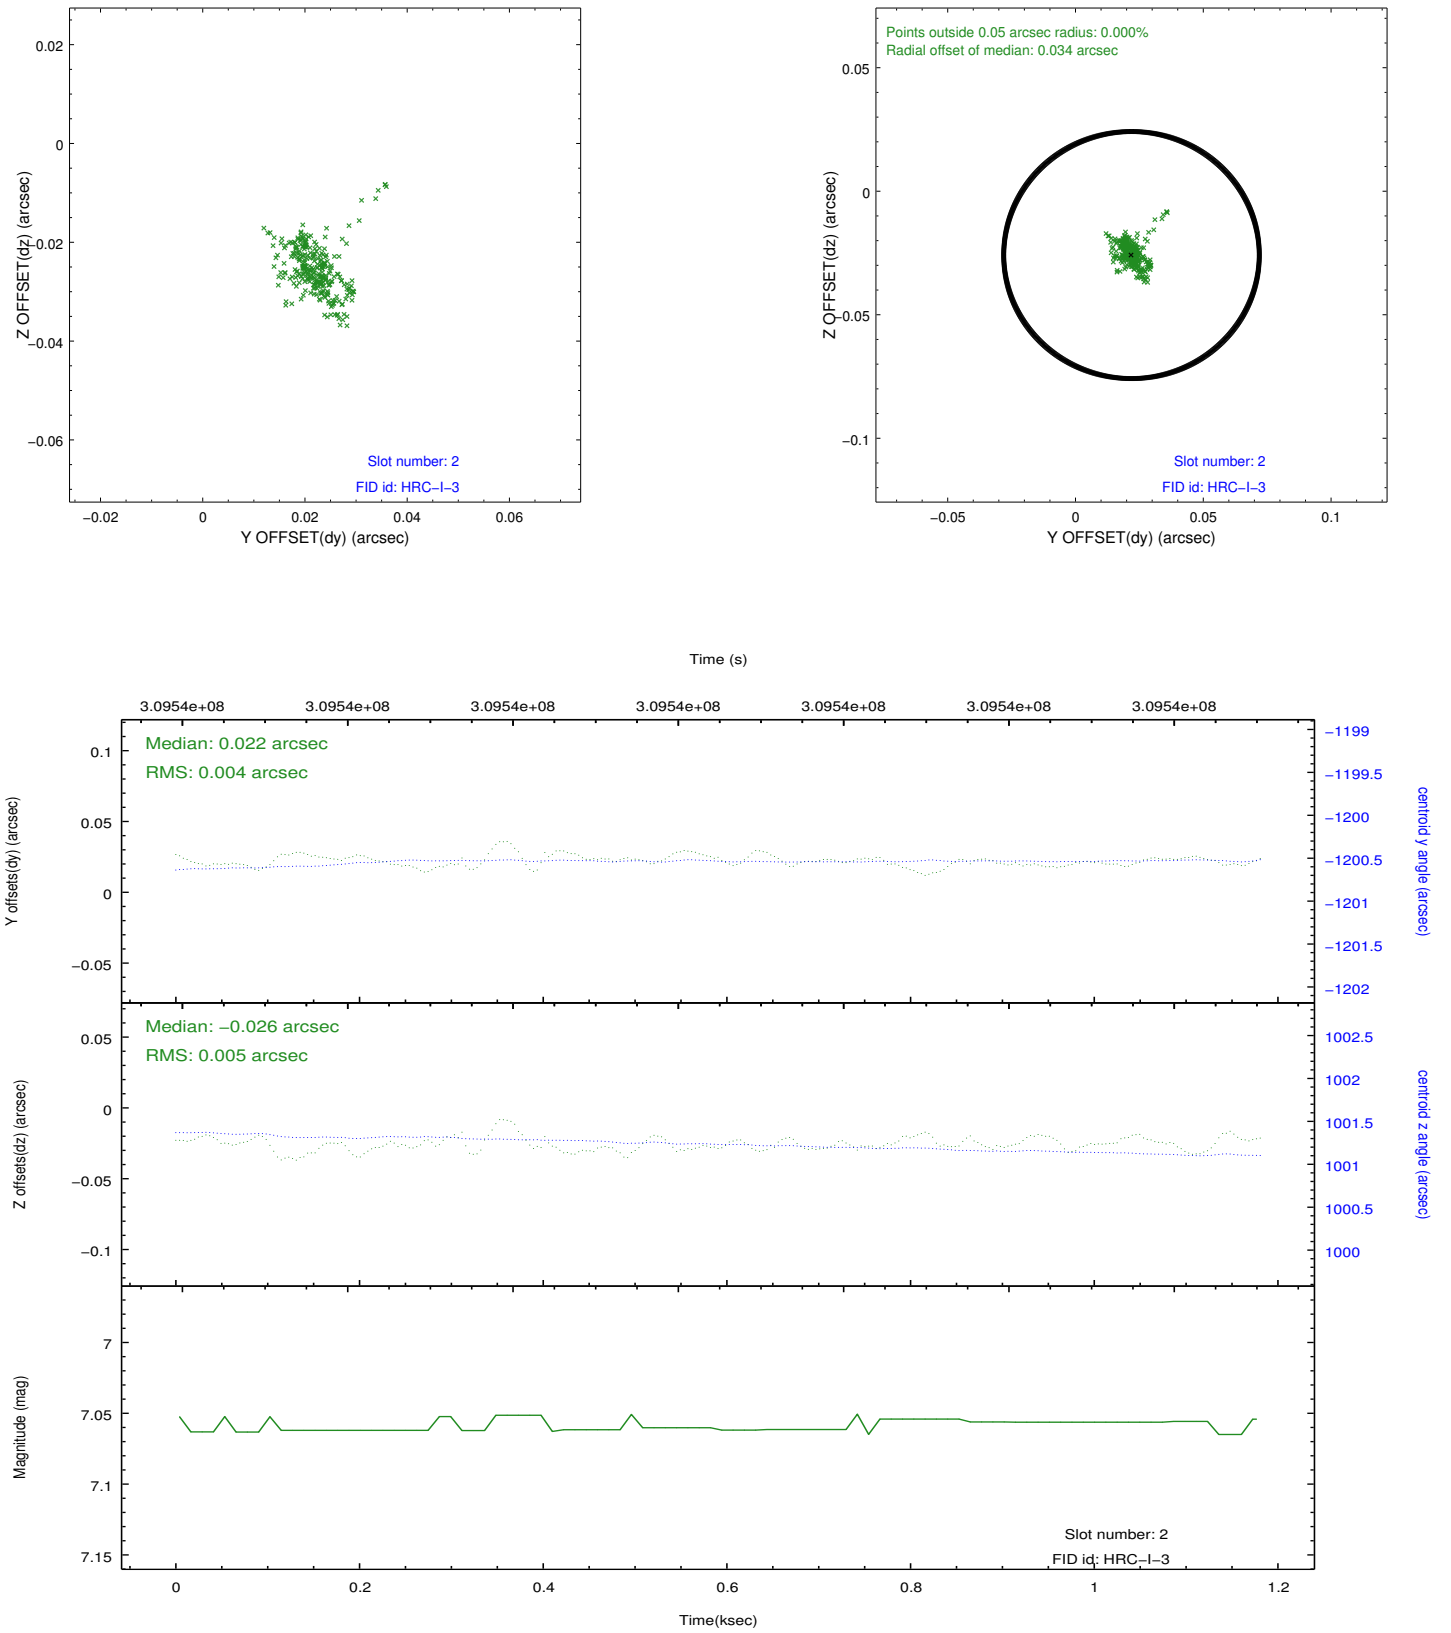 0.02
0
−0.02
−0.04
−0.06
Z OFFSET(dz) (arcsec)
Slot number: 2
FID id: HRC−I−3
−0.02
0
0.02
0.04
0.06
Y OFFSET(dy) (arcsec)
Points outside 0.05 arcsec radius: 0.000%
Radial offset of median: 0.034 arcsec
0.05
0
−0.05
−0.1
Z OFFSET(dz) (arcsec)
Slot number: 2
FID id: HRC−I−3
−0.05
0
0.05
0.1
Y OFFSET(dy) (arcsec)
Time (s)
3.0954e+08
3.0954e+08
3.0954e+08
3.0954e+08
3.0954e+08
3.0954e+08
3.0954e+08
Median: 0.022 arcsec
RMS: 0.004 arcsec
0.1
0.05
0
−0.05
Y offsets(dy) (arcsec)
−1199
−1199.5
−1200
−1200.5
−1201
−1201.5
−1202
centroid y angle (arcsec)
Median: −0.026 arcsec
RMS: 0.005 arcsec
0.05
0
−0.05
−0.1
Z offsets(dz) (arcsec)
1002.5
1002
1001.5
1001
1000.5
1000
centroid z angle (arcsec)
7
7.05
7.1
7.15
Magnitude (mag)
Slot number: 2
FID id: HRC−I−3
0
0.2
0.4
0.6
0.8
1
1.2
Time(ksec)